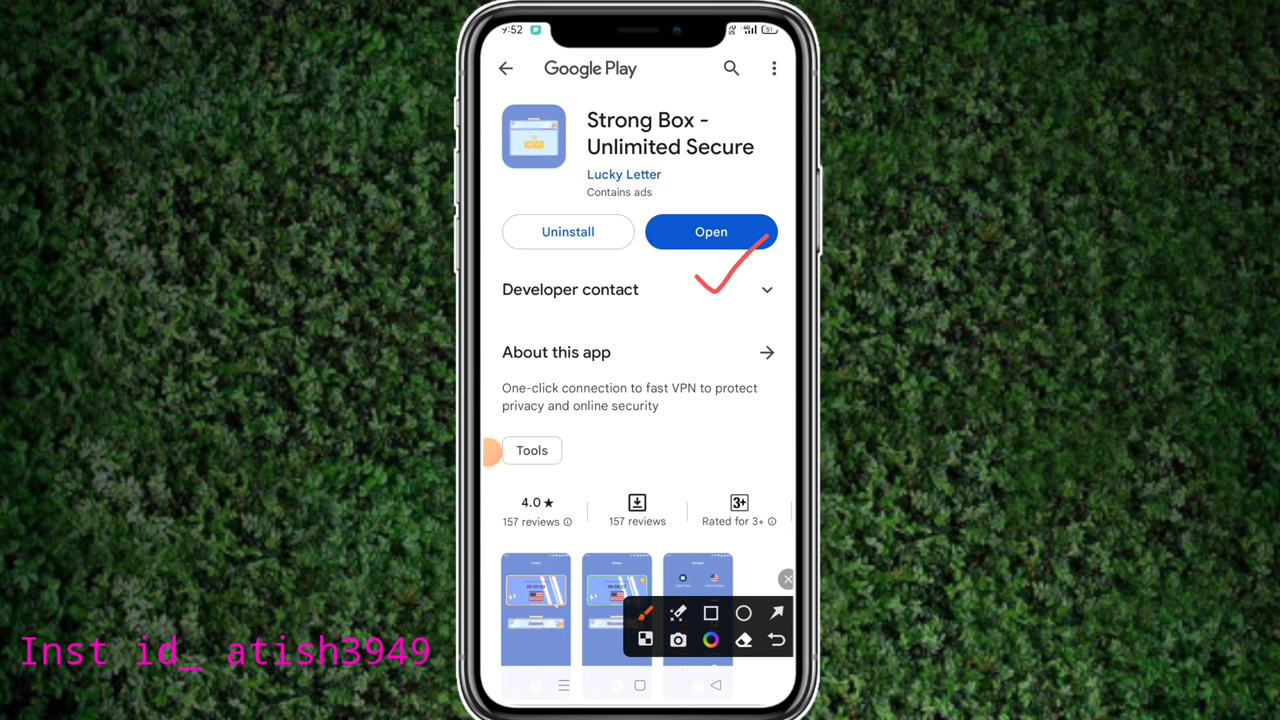 9:52
Google Play
Strong Box -
Unlimited Secure
Lucky Letter
Contains ads
Uninstall
Open
Developer contact
About this app
One-click connection to fast VPN to protect
privacy and online security
Tools
4.0★
157 reviews
157 reviews
3+
Rated for 3+
Inst id_ atish3949